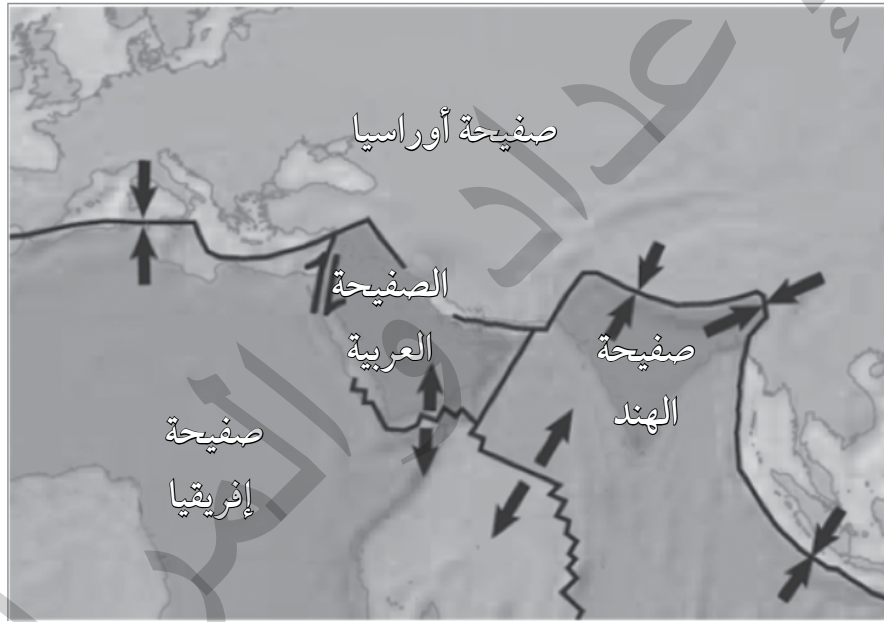 صفيحة أوراسيا
الصفيحة
العربية
صفيحة
الهند
صفيحة
إفريقيا